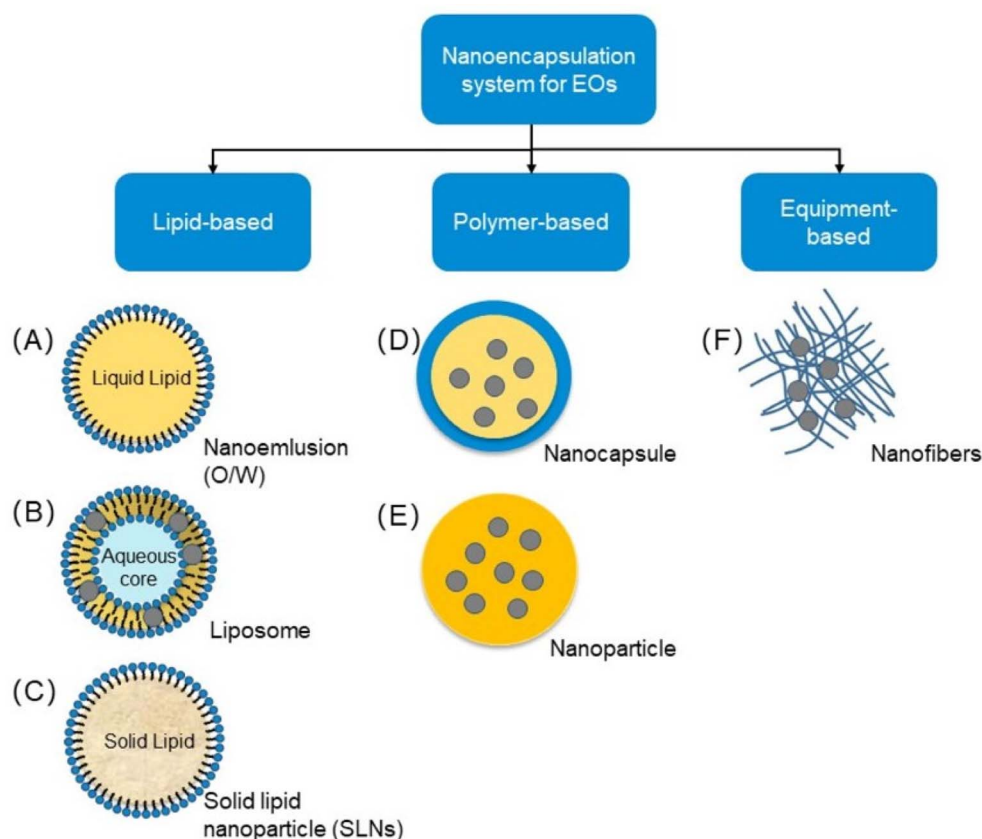 Nanoencapsulation
system for EOs
Lipid-based
Polymer-based
Equipment-
based
(A)
Liquid Lipid
Nanoemlusion
(O/W)
(B)
Aqueous
core
Liposome
(C)
Solid Lipid
Solid lipid
nanoparticle (SLNs)
(D)
Nanocapsule
(E)
Nanoparticle
(F)
Nanofibers